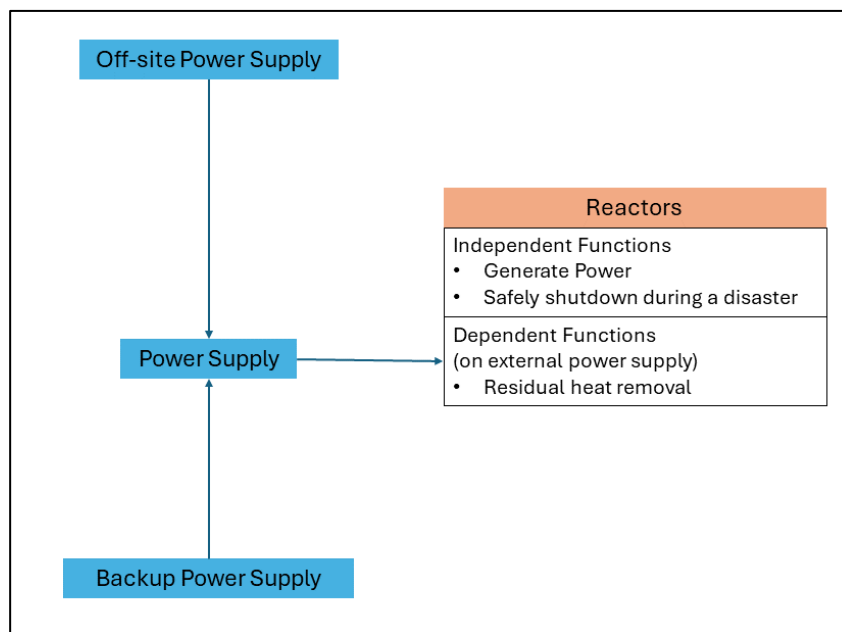 Off-site Power Supply
Reactors
Independent Functions
• Generate Power
• Safely shutdown during a disaster
Power Supply
Dependent Functions
(on external power supply)
• Residual heat removal
Backup Power Supply